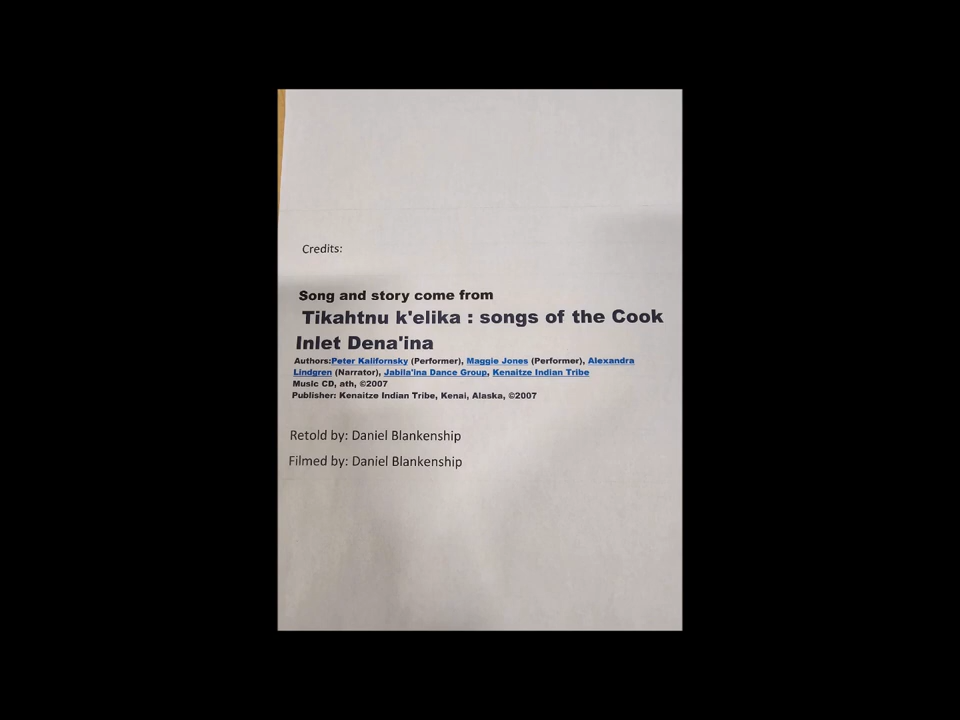 Credits:
Song and story come from
Tikahtnu k'elika : songs of the Cook
Inlet Dena'ina
Authors:Peter Kalifornsky (Performer), Maggie Jones (Performer), Alexandra
Lindgren (Narrator), Jabila'ina Dance Group, Kenaitze Indian Tribe
Music CD, ath, ©2007
Publisher: Kenaitze Indian Tribe, Kenai, Alaska, ©2007
Retold by: Daniel Blankenship
Filmed by: Daniel Blankenship